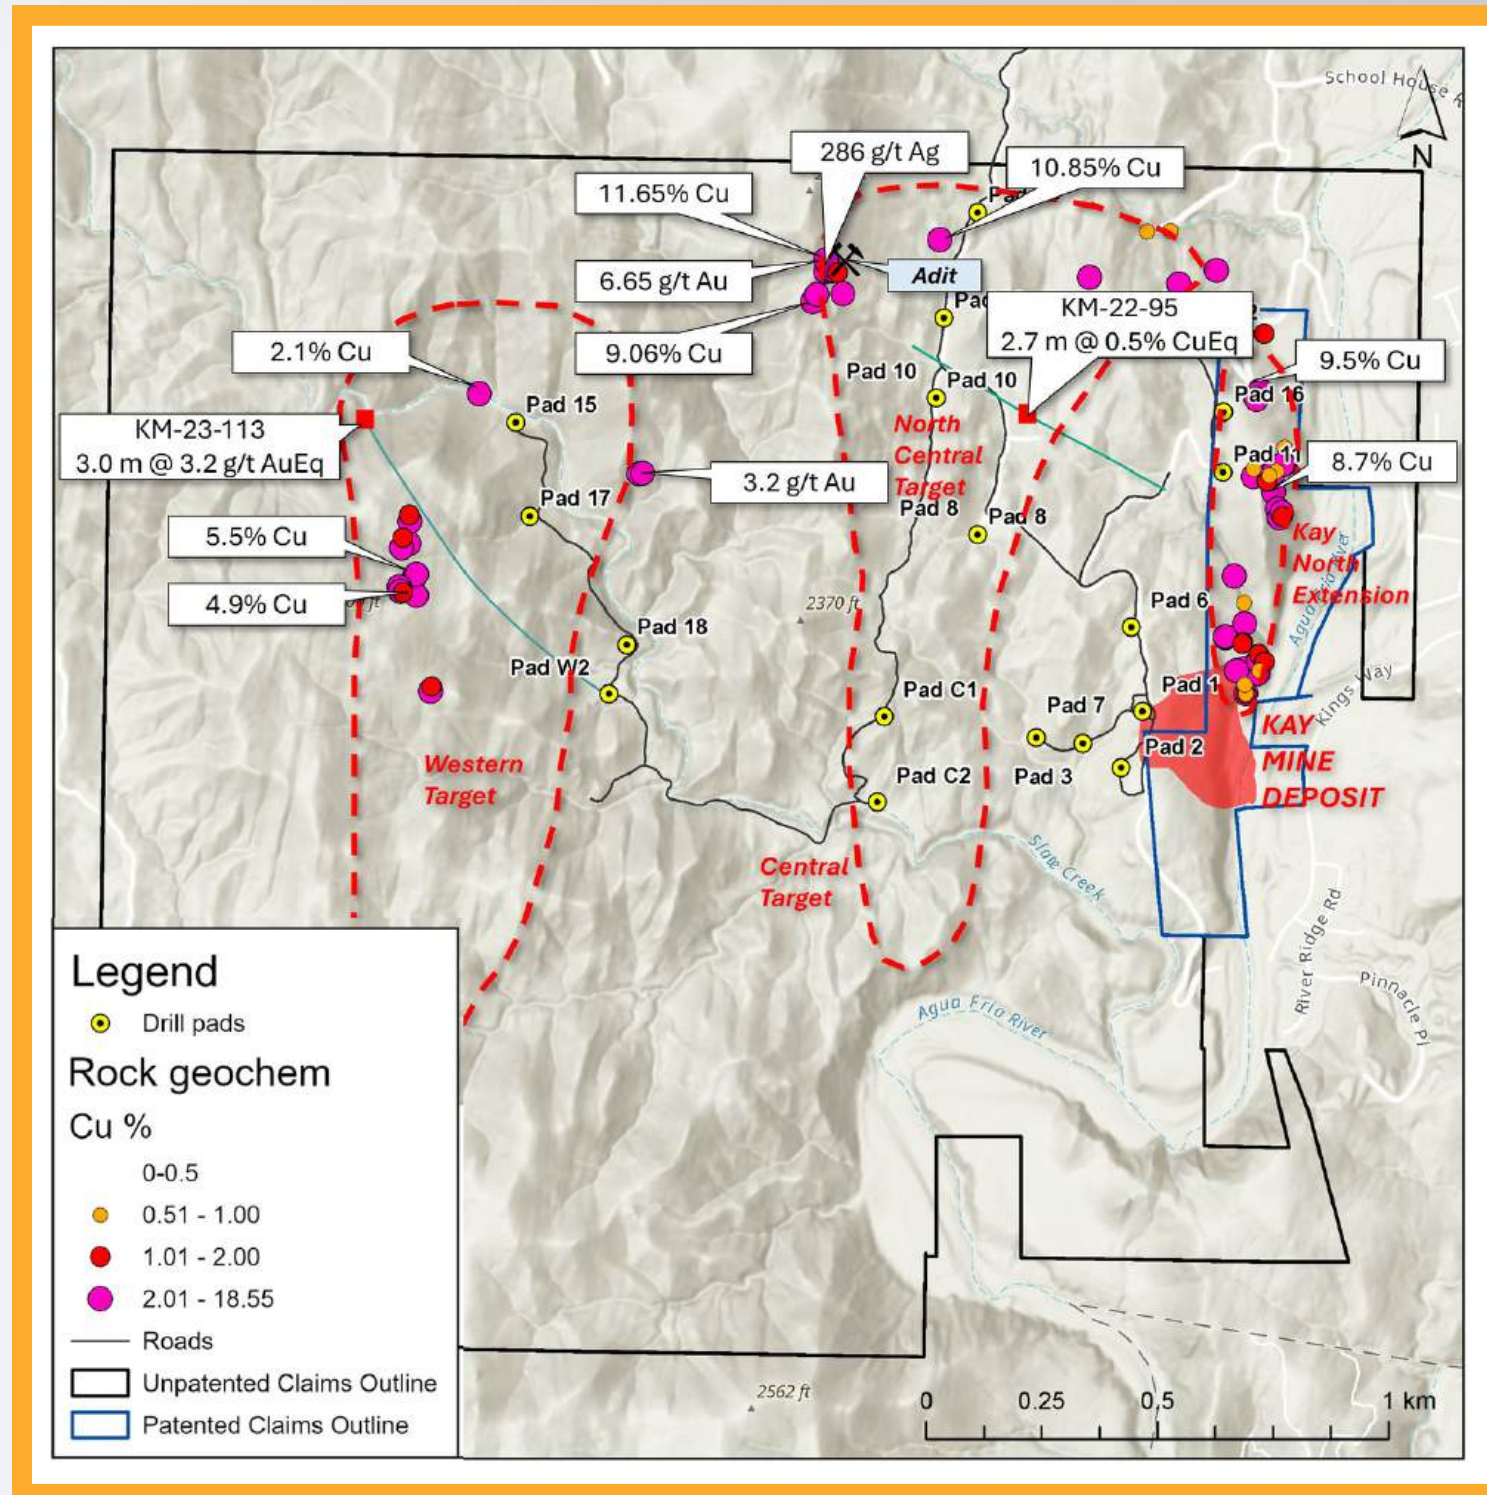 School House
N
286 g/t Ag
10.85% Cu
11.65% Cu
6.65 g/t Au
Adit
9.06% Cu
KM-22-95
2.7 m @ 0.5% CuEq
2.1% Cu
9.5% Cu
Pad 10
Pad 10
Pad 16
Pad 15
KM-23-113
3.0 m @ 3.2 g/t AuEq
North
Central
Target
Pad 11
8.7% Cu
3.2 g/t Au
Pad 17
Pad 8
Pad 8
5.5% Cu
Kay
North
Extension
4.9% Cu
2370 ft
Pad 6
Pad 18
Pad W2
Pad 1
Kings Way
Pad C1
Pad 7
KAY
MINE
DEPOSIT
Pad 2
Western
Target
Pad C2
Pad 3
Central
Target
Slate Creek
River Ridge Rd
Pinnacle Pl
Agua Fria River
Legend
Drill pads
Rock geochem
Cu %
0-0.5
0.51 - 1.00
1.01 - 2.00
2.01 - 18.55
Roads
Unpatented Claims Outline
Patented Claims Outline
2562 ft
0 0.25 0.5 1 km